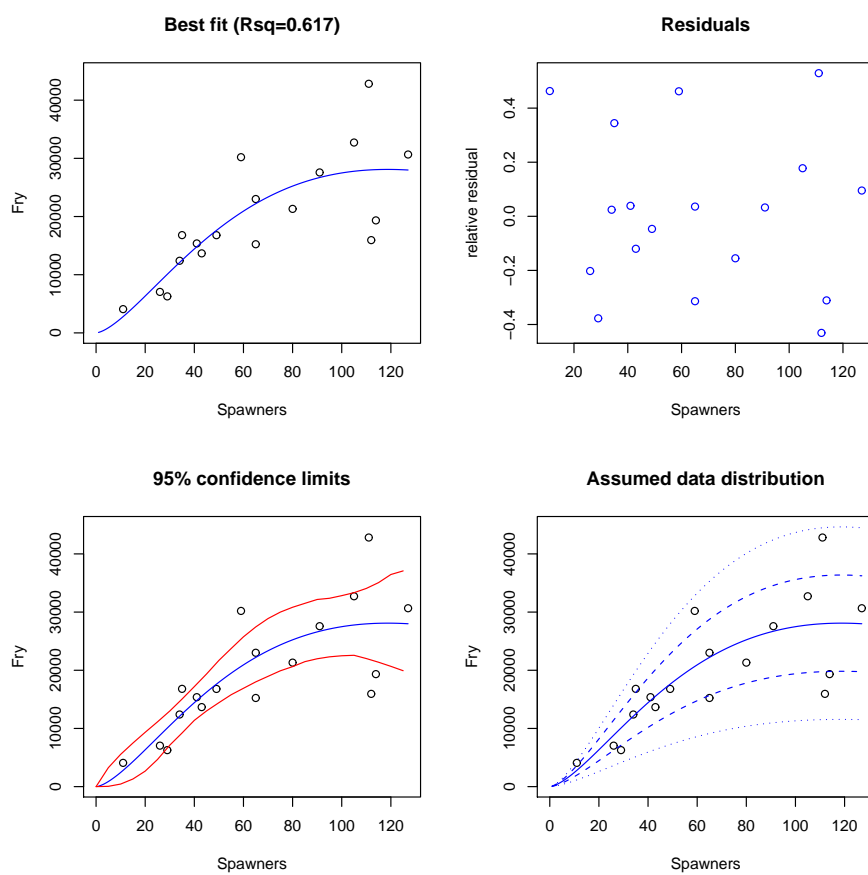 Best fit (Rsq=0.617)
Fry
0 10000 20000 30000 40000
0 20 40 60 80 100 120
Spawners
Residuals
relative residual
−0.4 −0.2 0.0 0.2 0.4
20 40 60 80 100 120
Spawners
95% confidence limits
Fry
0 10000 20000 30000 40000
0 20 40 60 80 100 120
Spawners
Assumed data distribution
Fry
0 10000 20000 30000 40000
0 20 40 60 80 100 120
Spawners